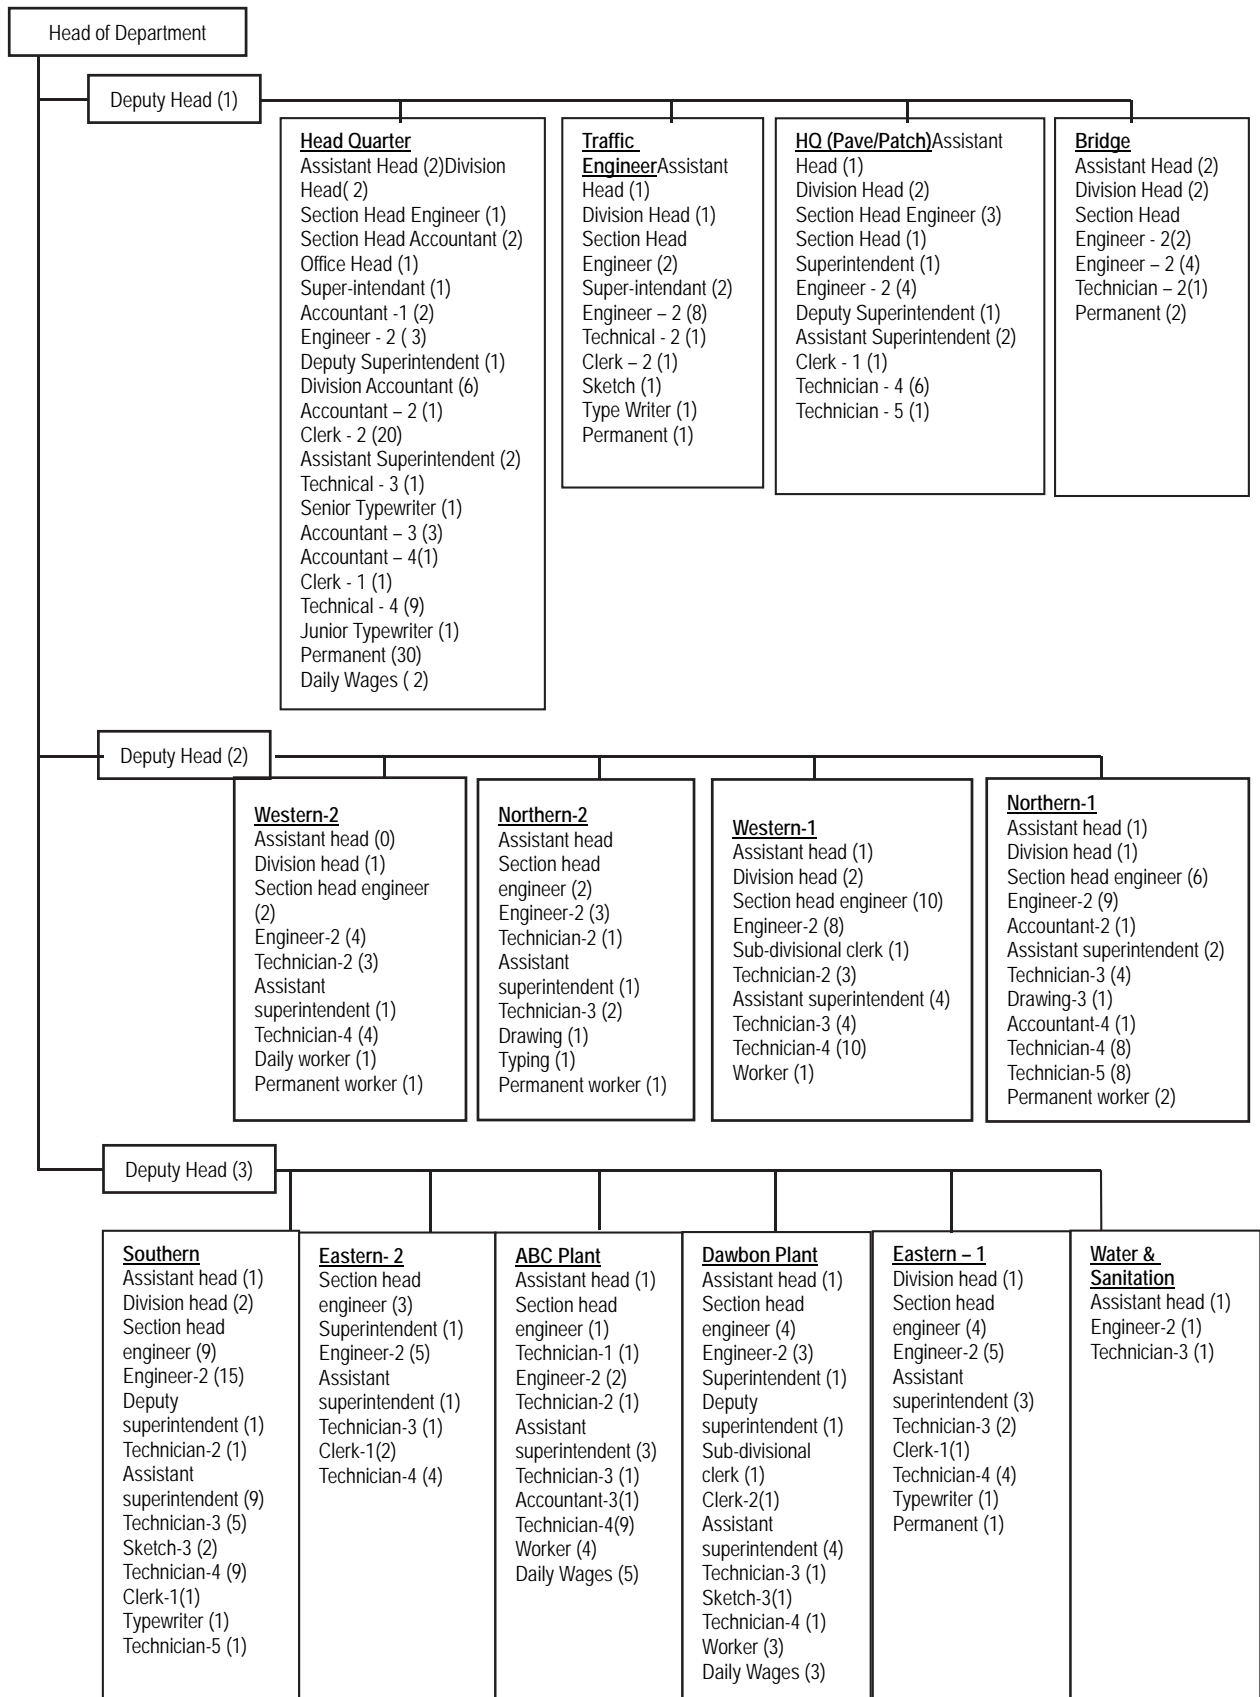 Head of Department
Deputy Head (1)
Head Quarter
Assistant Head (2)Division
Head( 2)
Section Head Engineer (1)
Section Head Accountant (2)
Office Head (1)
Super-intendant (1)
Accountant -1 (2)
Engineer - 2 ( 3)
Deputy Superintendent (1)
Division Accountant (6)
Accountant – 2 (1)
Clerk - 2 (20)
Assistant Superintendent (2)
Technical - 3 (1)
Senior Typewriter (1)
Accountant – 3 (3)
Accountant – 4(1)
Clerk - 1 (1)
Technical - 4 (9)
Junior Typewriter (1)
Permanent (30)
Daily Wages ( 2)
Traffic
EngineerAssistant
Head (1)
Division Head (1)
Section Head
Engineer (2)
Super-intendant (2)
Engineer – 2 (8)
Technical - 2 (1)
Clerk – 2 (1)
Sketch (1)
Type Writer (1)
Permanent (1)
HQ (Pave/Patch)Assistant
Head (1)
Division Head (2)
Section Head Engineer (3)
Section Head (1)
Superintendent (1)
Engineer - 2 (4)
Deputy Superintendent (1)
Assistant Superintendent (2)
Clerk - 1 (1)
Technician - 4 (6)
Technician - 5 (1)
Bridge
Assistant Head (2)
Division Head (2)
Section Head
Engineer - 2(2)
Engineer – 2 (4)
Technician – 2(1)
Permanent (2)
Deputy Head (2)
Western-2
Assistant head (0)
Division head (1)
Section head engineer
(2)
Engineer-2 (4)
Technician-2 (3)
Assistant
superintendent (1)
Technician-4 (4)
Daily worker (1)
Permanent worker (1)
Northern-2
Assistant head
Section head
engineer (2)
Engineer-2 (3)
Technician-2 (1)
Assistant
superintendent (1)
Technician-3 (2)
Drawing (1)
Typing (1)
Permanent worker (1)
Western-1
Assistant head (1)
Division head (2)
Section head engineer (10)
Engineer-2 (8)
Sub-divisional clerk (1)
Technician-2 (3)
Assistant superintendent (4)
Technician-3 (4)
Technician-4 (10)
Worker (1)
Northern-1
Assistant head (1)
Division head (1)
Section head engineer (6)
Engineer-2 (9)
Accountant-2 (1)
Assistant superintendent (2)
Technician-3 (4)
Drawing-3 (1)
Accountant-4 (1)
Technician-4 (8)
Technician-5 (8)
Permanent worker (2)
Deputy Head (3)
Southern
Assistant head (1)
Division head (2)
Section head
engineer (9)
Engineer-2 (15)
Deputy
superintendent (1)
Technician-2 (1)
Assistant
superintendent (9)
Technician-3 (5)
Sketch-3 (2)
Technician-4 (9)
Clerk-1(1)
Typewriter (1)
Technician-5 (1)
Eastern- 2
Section head
engineer (3)
Superintendent (1)
Engineer-2 (5)
Assistant
superintendent (1)
Technician-3 (1)
Clerk-1(2)
Technician-4 (4)
ABC Plant
Assistant head (1)
Section head
engineer (1)
Technician-1 (1)
Engineer-2 (2)
Technician-2 (1)
Assistant
superintendent (3)
Technician-3 (1)
Accountant-3(1)
Technician-4(9)
Worker (4)
Daily Wages (5)
Dawbon Plant
Assistant head (1)
Section head
engineer (4)
Engineer-2 (3)
Superintendent (1)
Deputy
superintendent (1)
Sub-divisional
clerk (1)
Clerk-2(1)
Assistant
superintendent (4)
Technician-3 (1)
Sketch-3(1)
Technician-4 (1)
Worker (3)
Daily Wages (3)
Eastern – 1
Division head (1)
Section head
engineer (4)
Engineer-2 (5)
Assistant
superintendent (3)
Technician-3 (2)
Clerk-1(1)
Technician-4 (4)
Typewriter (1)
Permanent (1)
Water &
Sanitation
Assistant head (1)
Engineer-2 (1)
Technician-3 (1)